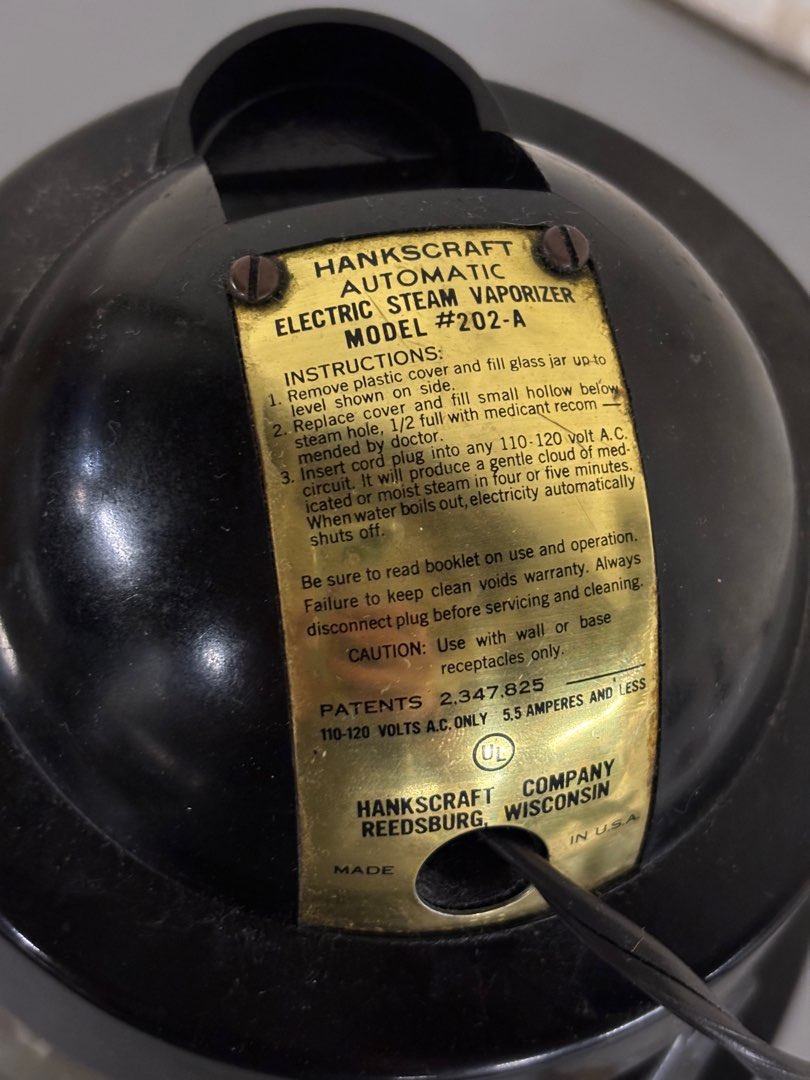 HANKSCRAFT
AUTOMATIC
ELECTRIC STEAM VAPORIZER
MODEL #202-A
INSTRUCTIONS:
1. Remove plastic cover and fill glass jar up to
level shown on side.
2. Replace cover and fill small hollow below
steam hole, 1/2 full with medicant recom—
mended by doctor.
3. Insert cord plug into any 110-120 volt A.C.
circuit. It will produce a gentle cloud of med-
icated or moist steam in four or five minutes.
When water boils out, electricity automatically
shuts off.
Be sure to read booklet on use and operation.
Failure to keep clean voids warranty. Always
disconnect plug before servicing and cleaning.
CAUTION: Use with wall or base
receptacles only.
PATENTS 2,347,825
110-120 VOLTS A.C. ONLY 5.5 AMPERES AND LESS
UL
HANKSCRAFT COMPANY
REEDSBURG, WISCONSIN
MADE IN U.S.A.